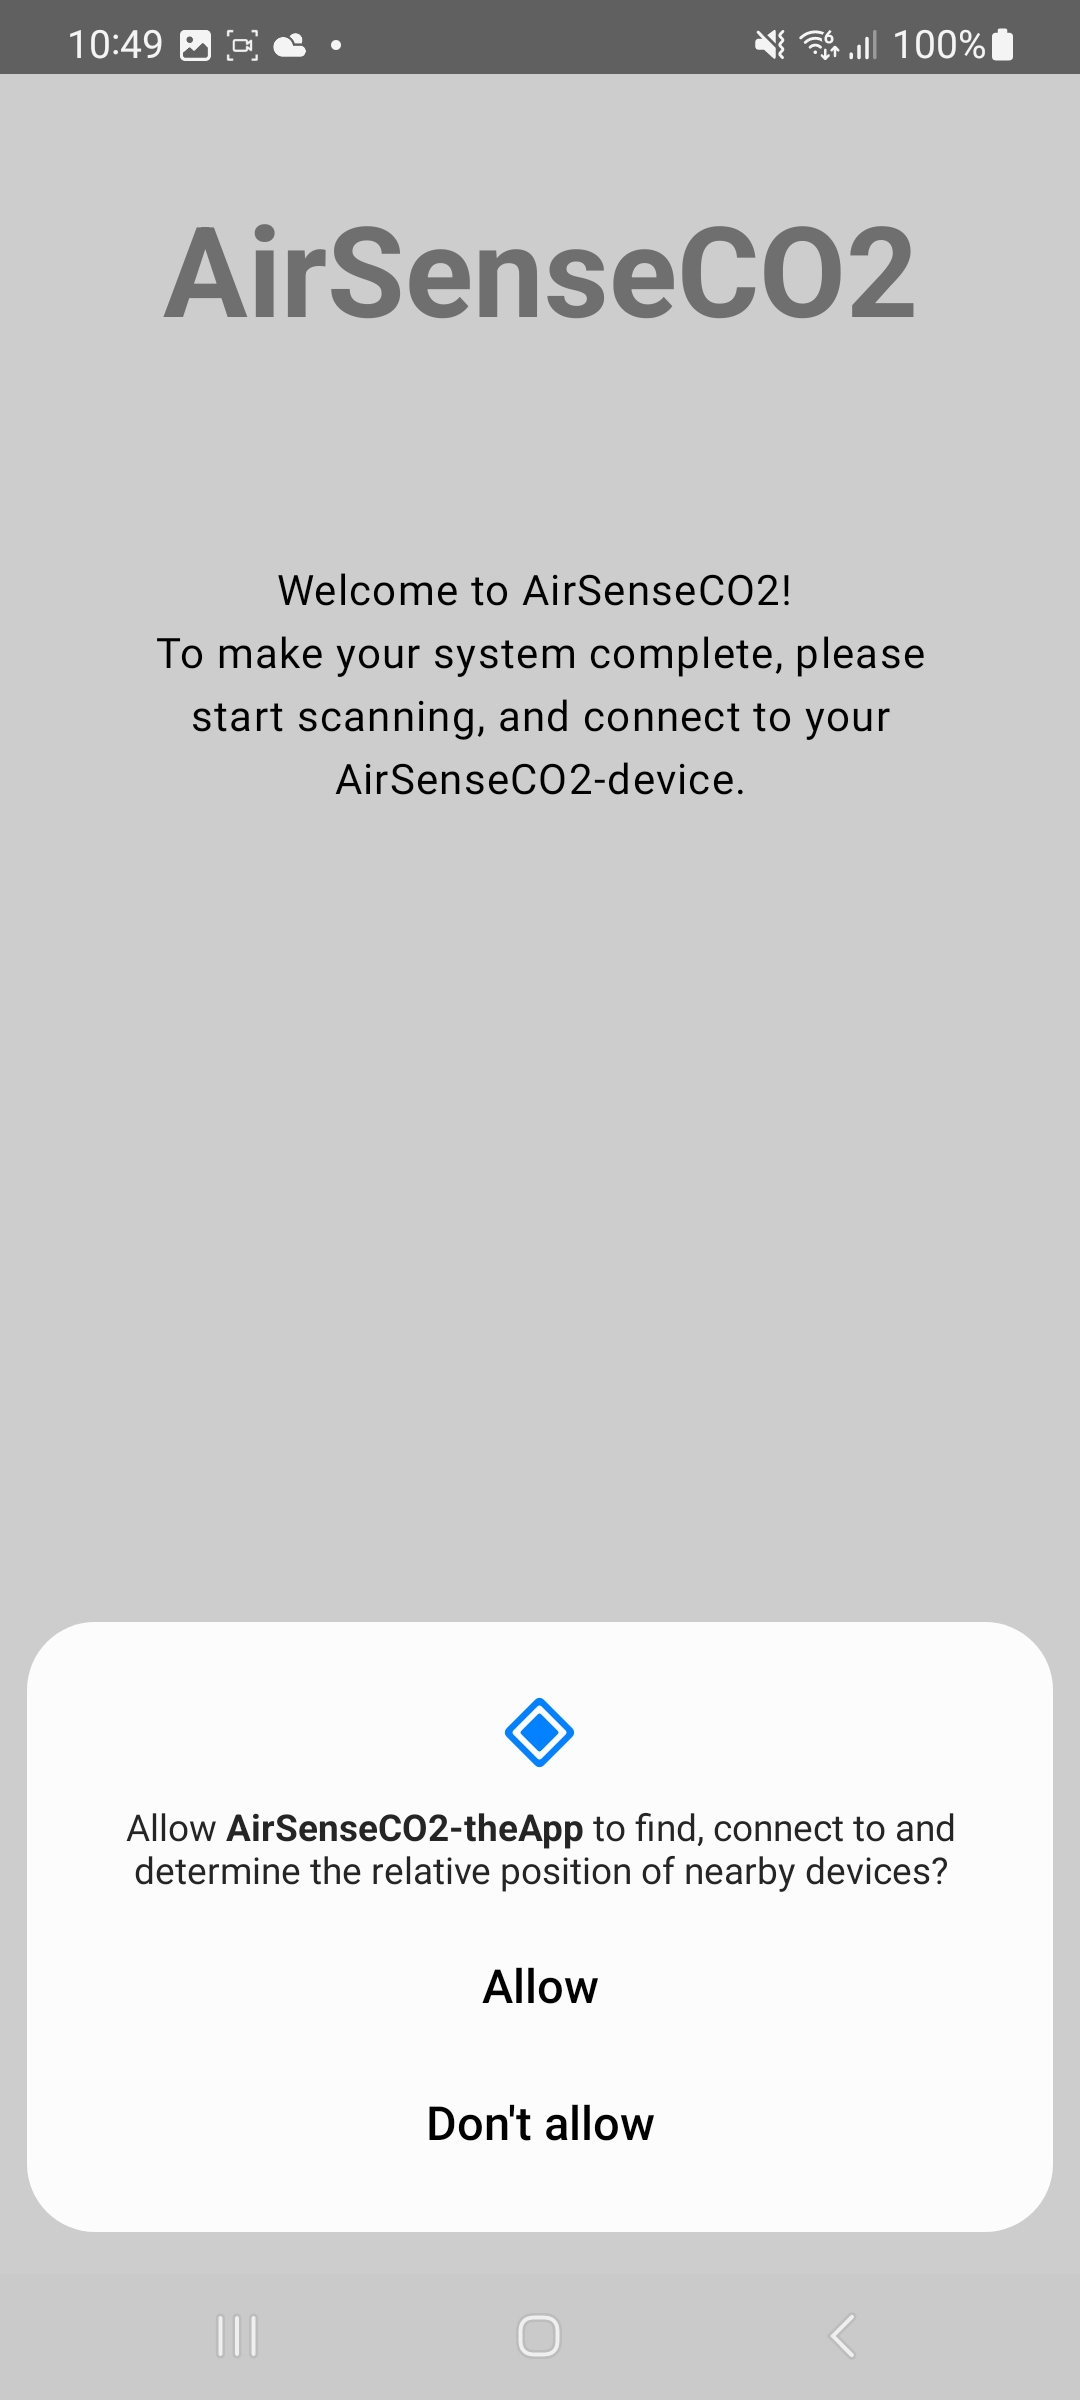 10:49 100%
AirSenseCO2
Welcome to AirSenseCO2!
To make your system complete, please
start scanning, and connect to your
AirSenseCO2-device.
Allow AirSenseCO2-theApp to find, connect to and
determine the relative position of nearby devices?
Allow
Don't allow